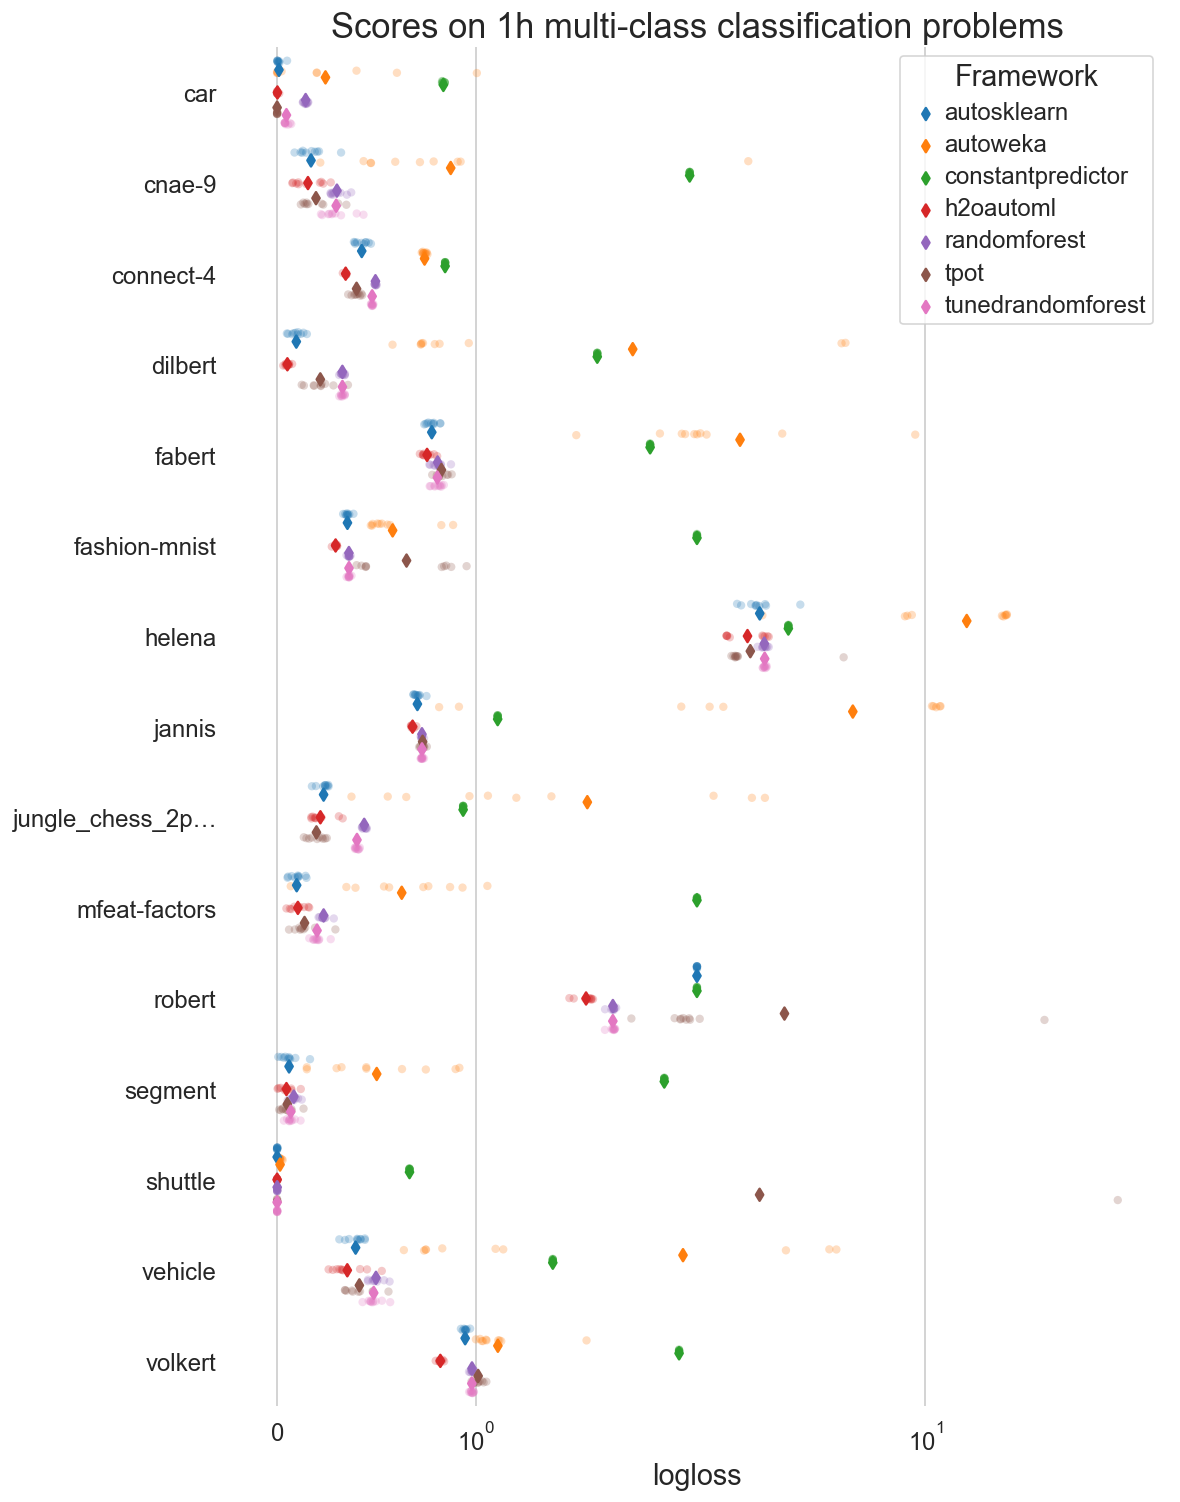 Scores on 1h multi-class classification problems
Framework
autosklearn
autoweka
constantpredictor
h2oautoml
randomforest
tpot
tunedrandomforest
car
cnae-9
connect-4
dilbert
fabert
fashion-mnist
helena
jannis
jungle_chess_2p…
mfeat-factors
robert
segment
shuttle
vehicle
volkert
0 10⁰ 10¹
logloss